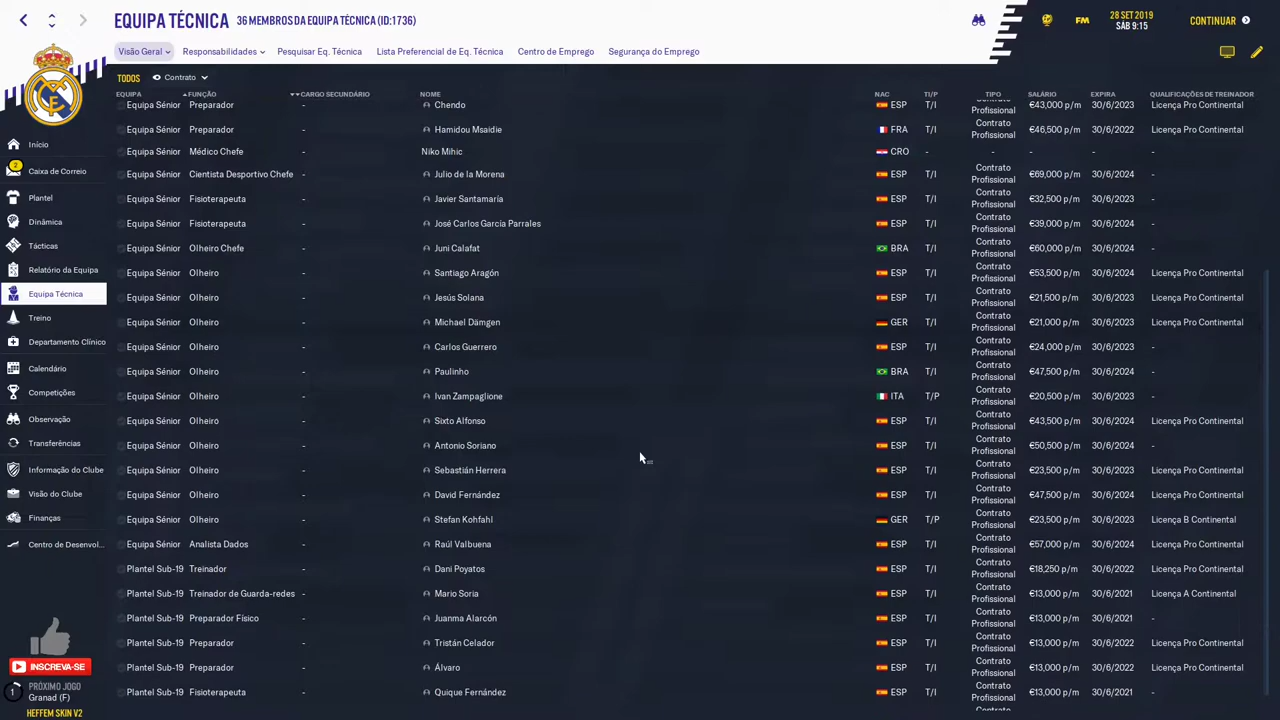 EQUIPA TÉCNICA 36 MEMBROS DA EQUIPA TÉCNICA (ID:1736) FM 28 SET 2019 CONTINUAR
SÁB 9:15
Visão Geral Responsabilidades Pesquisar Eq. Técnica Lista Preferencial de Eq. Técnica Centro de Emprego Segurança do Emprego
TODOS Contrato
EQUIPA FUNÇÃO CARGO SECUNDÁRIO NOME NAC TI/P TIPO SALÁRIO EXPIRA QUALIFICAÇÕES DE TREINADOR
Equipa Sénior Preparador - Chendo ESP T/I Contrato Profissional €43,000 p/m 30/6/2023 Licença Pro Continental
Equipa Sénior Preparador - Hamidou Msaidie FRA T/I Contrato Profissional €46,500 p/m 30/6/2022 Licença Pro Continental
Equipa Sénior Médico Chefe - Niko Mihic CRO - - - - -
Equipa Sénior Cientista Desportivo Chefe - Julio de la Morena ESP T/I Contrato Profissional €69,000 p/m 30/6/2024 -
Equipa Sénior Fisioterapeuta - Javier Santamaría ESP T/I Contrato Profissional €32,500 p/m 30/6/2023 -
Equipa Sénior Fisioterapeuta - José Carlos García Parrales ESP T/I Contrato Profissional €39,000 p/m 30/6/2024 -
Equipa Sénior Olheiro Chefe - Juni Calafat BRA T/I Contrato Profissional €60,000 p/m 30/6/2024 -
Equipa Sénior Olheiro - Santiago Aragón ESP T/I Contrato Profissional €53,500 p/m 30/6/2024 Licença Pro Continental
Equipa Sénior Olheiro - Jesús Solana ESP T/I Contrato Profissional €21,500 p/m 30/6/2023 Licença Pro Continental
Equipa Sénior Olheiro - Michael Dämgen GER T/I Contrato Profissional €21,000 p/m 30/6/2023 Licença Pro Continental
Equipa Sénior Olheiro - Carlos Guerrero ESP T/I Contrato Profissional €24,000 p/m 30/6/2023 -
Equipa Sénior Olheiro - Paulinho BRA T/I Contrato Profissional €47,500 p/m 30/6/2024 -
Equipa Sénior Olheiro - Ivan Zampaglione ITA T/P Contrato Profissional €20,500 p/m 30/6/2023 -
Equipa Sénior Olheiro - Sixto Alfonso ESP T/I Contrato Profissional €43,500 p/m 30/6/2024 Licença Pro Continental
Equipa Sénior Olheiro - Antonio Soriano ESP T/I Contrato Profissional €50,500 p/m 30/6/2024 -
Equipa Sénior Olheiro - Sebastián Herrera ESP T/I Contrato Profissional €23,500 p/m 30/6/2023 Licença Pro Continental
Equipa Sénior Olheiro - David Fernández ESP T/I Contrato Profissional €47,500 p/m 30/6/2024 Licença Pro Continental
Equipa Sénior Olheiro - Stefan Kohfahl GER T/P Contrato Profissional €23,500 p/m 30/6/2023 Licença B Continental
Equipa Sénior Analista Dados - Raúl Valbuena ESP T/I Contrato Profissional €57,000 p/m 30/6/2024 Licença Pro Continental
Plantel Sub-19 Treinador - Dani Poyatos ESP T/I Contrato Profissional €18,250 p/m 30/6/2022 Licença Pro Continental
Plantel Sub-19 Treinador de Guarda-redes - Mario Soria ESP T/I Contrato Profissional €13,000 p/m 30/6/2021 Licença A Continental
Plantel Sub-19 Preparador Físico - Juanma Alarcón ESP T/I Contrato Profissional €13,000 p/m 30/6/2021 -
Plantel Sub-19 Preparador - Tristán Celador ESP T/I Contrato Profissional €13,000 p/m 30/6/2022 Licença Pro Continental
Plantel Sub-19 Preparador - Álvaro ESP T/I Contrato Profissional €13,000 p/m 30/6/2022 Licença Pro Continental
Plantel Sub-19 Fisioterapeuta - Quique Fernández ESP T/I Contrato Profissional €13,000 p/m 30/6/2021 -
Início
2
Caixa de Correio
Plantel
Dinâmica
Tácticas
Relatório da Equipa
Equipa Técnica
Treino
Departamento Clínico
Calendário
Competições
Observação
Transferências
Informação do Clube
Visão do Clube
Finanças
Centro de Desenvol...
INSCREVA-SE
1 PRÓXIMO JOGO
Granad (F)
HEFFEM SKIN V2